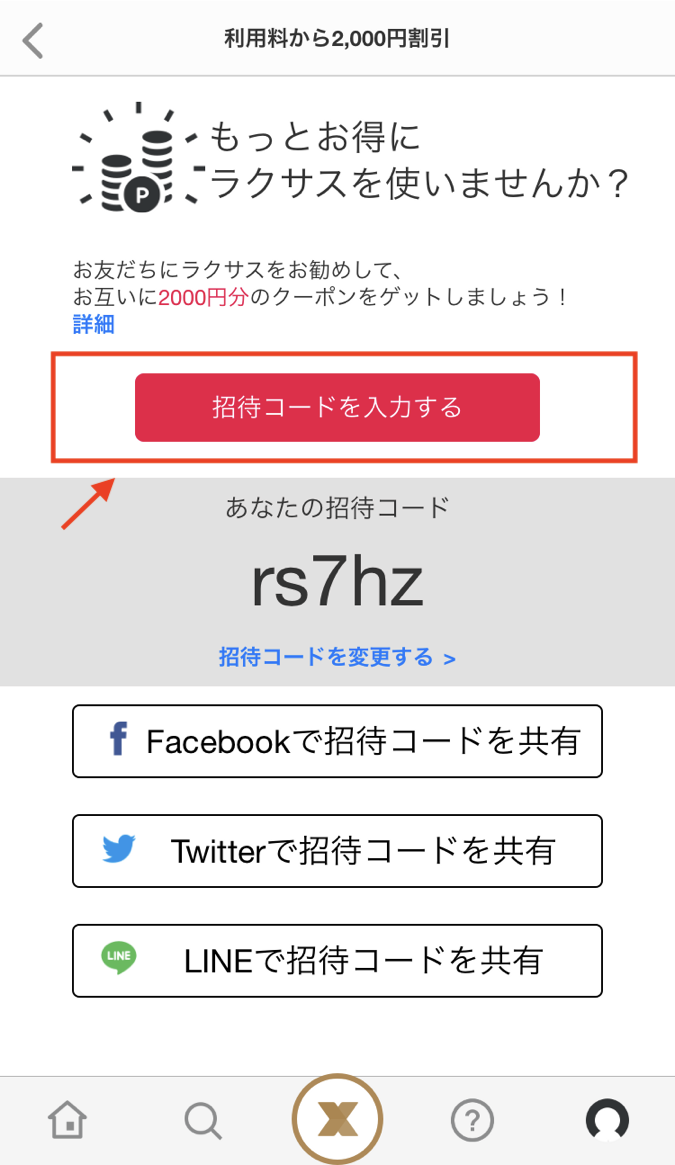 利用料から2,000円割引
もっとお得に
ラクサスを使いませんか？
P
お友だちにラクサスをお勧めして、
お互いに2000円分のクーポンをゲットしましょう！
詳細
招待コードを入力する
あなたの招待コード
rs7hz
招待コードを変更する >
Facebookで招待コードを共有
Twitterで招待コードを共有
LINE LINEで招待コードを共有